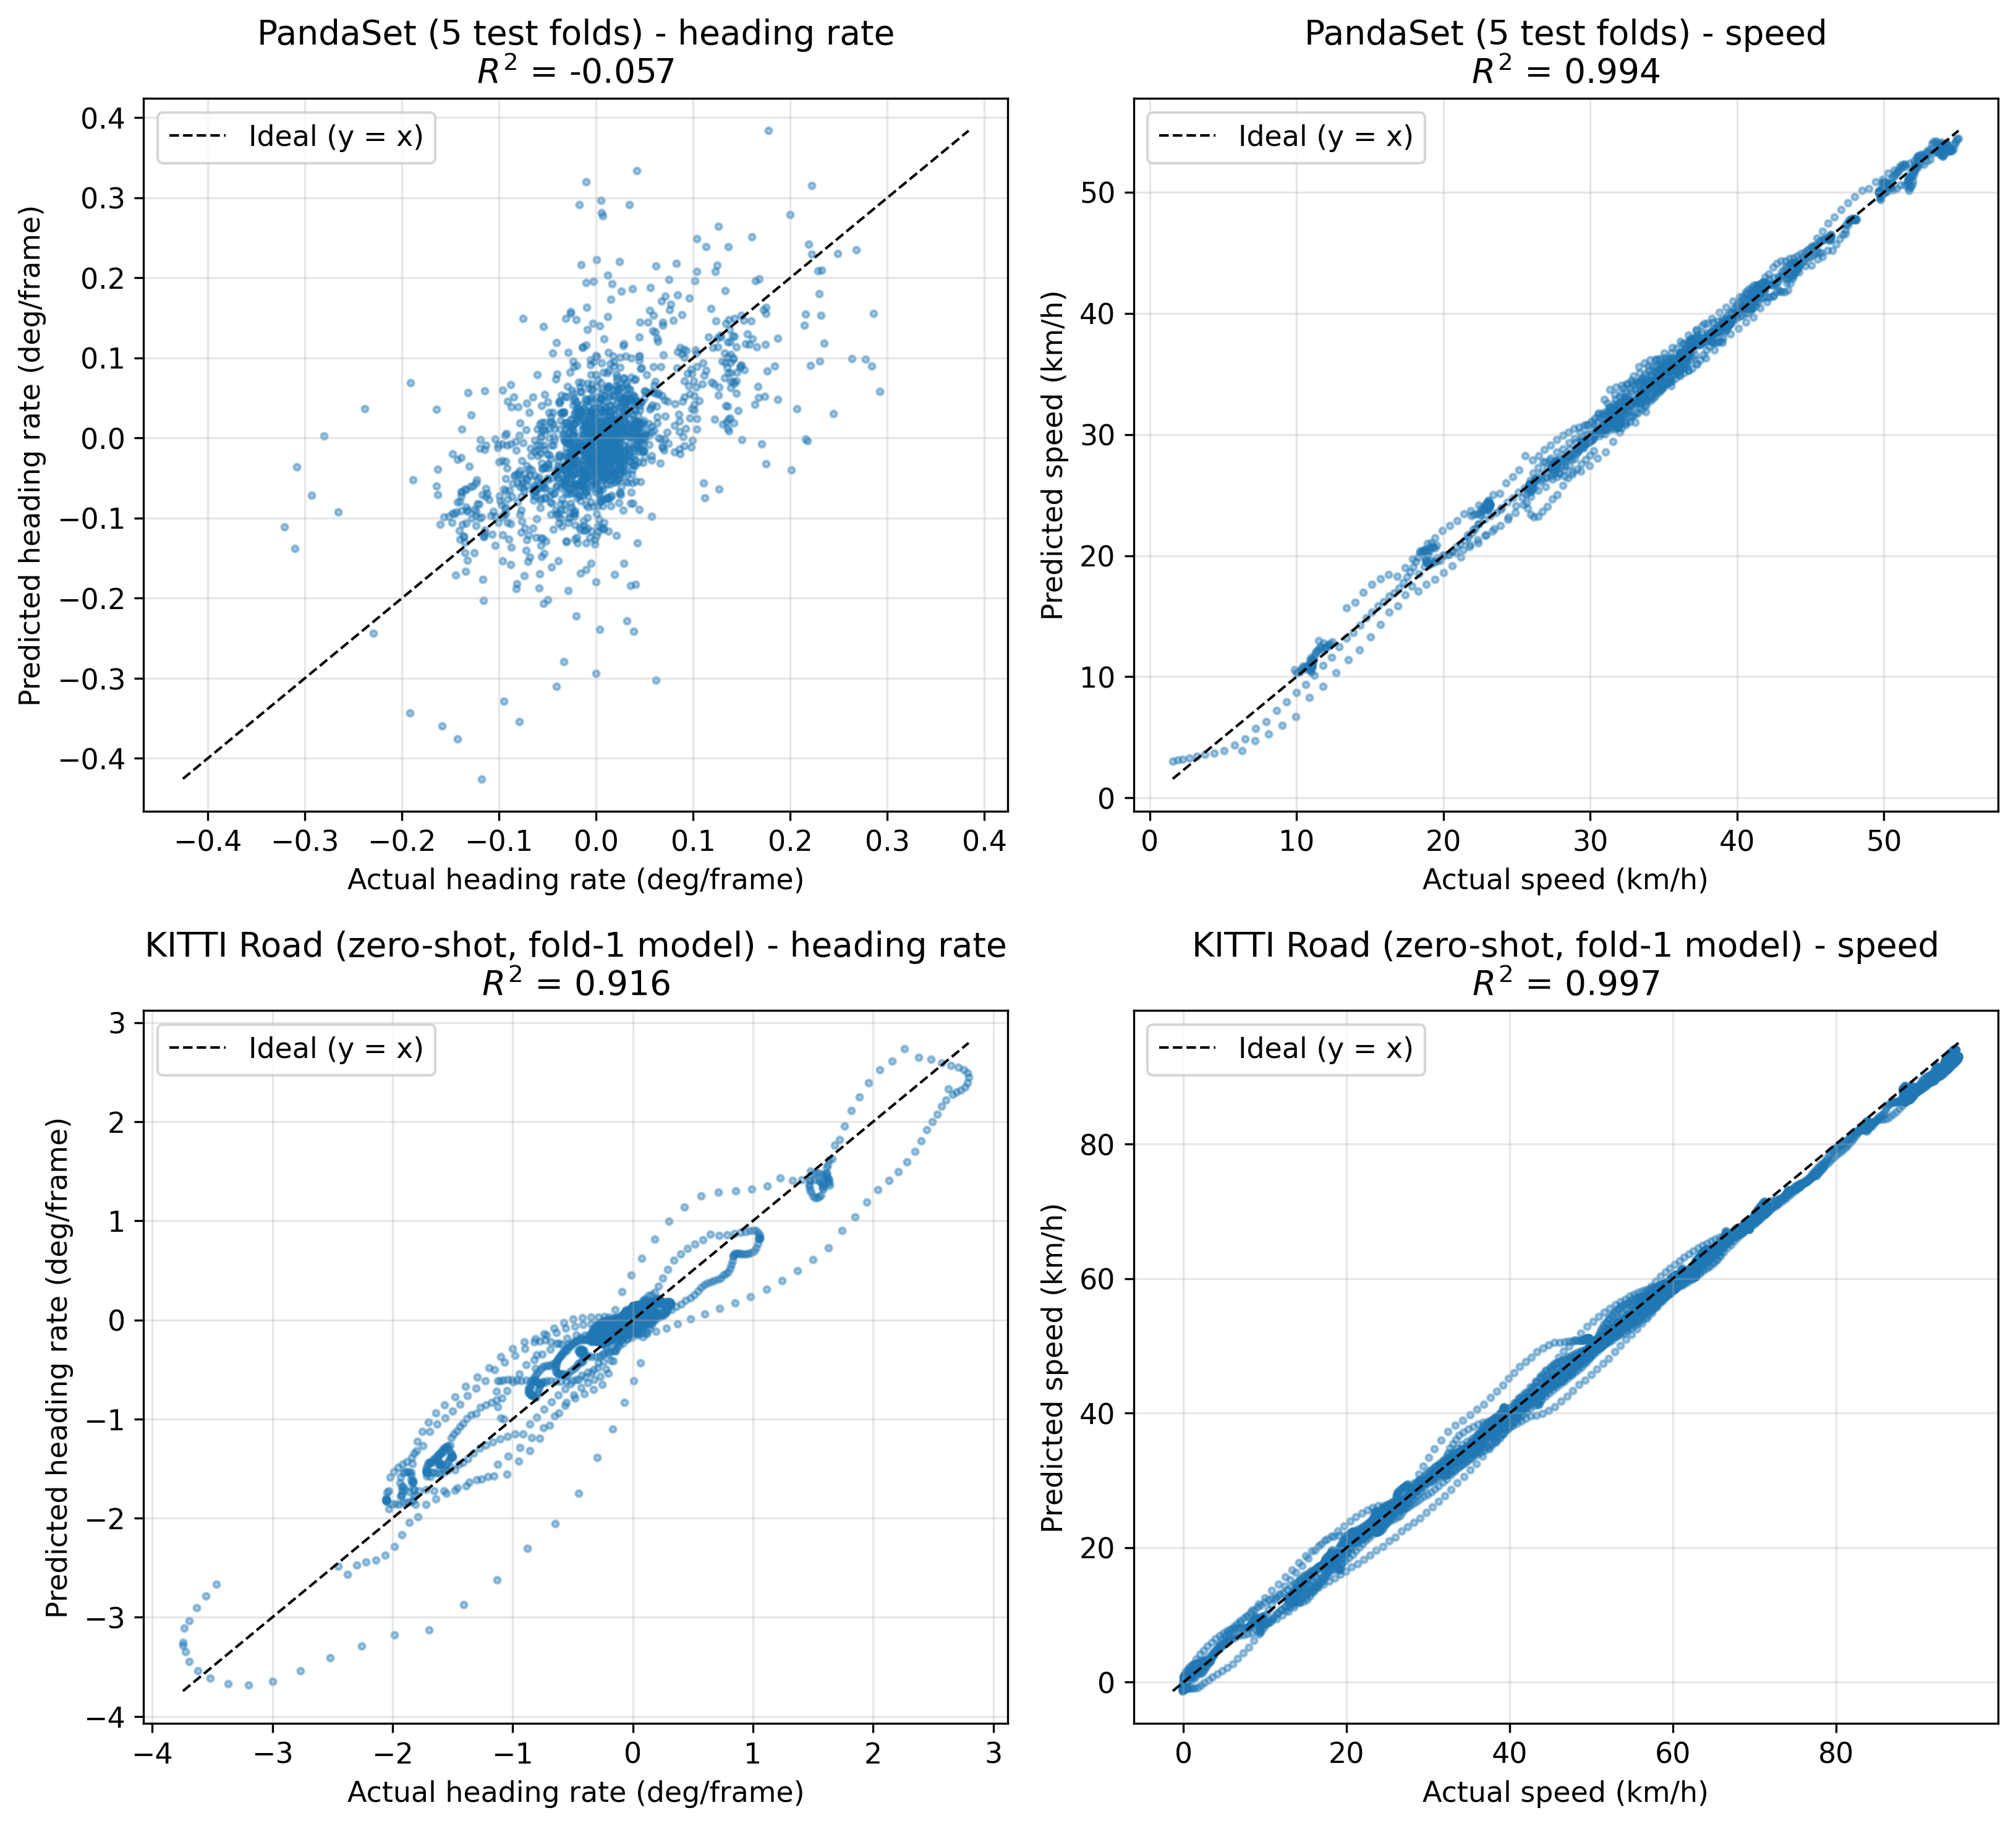 PandaSet (5 test folds) - heading rate
R² = -0.057
Ideal (y = x)
Predicted heading rate (deg/frame)
0.4
0.3
0.2
0.1
0.0
−0.1
−0.2
−0.3
−0.4
−0.4 −0.3 −0.2 −0.1 0.0 0.1 0.2 0.3 0.4
Actual heading rate (deg/frame)
PandaSet (5 test folds) - speed
R² = 0.994
Ideal (y = x)
Predicted speed (km/h)
50
40
30
20
10
0
0 10 20 30 40 50
Actual speed (km/h)
KITTI Road (zero-shot, fold-1 model) - heading rate
R² = 0.916
Ideal (y = x)
Predicted heading rate (deg/frame)
3
2
1
0
−1
−2
−3
−4
−4 −3 −2 −1 0 1 2 3
Actual heading rate (deg/frame)
KITTI Road (zero-shot, fold-1 model) - speed
R² = 0.997
Ideal (y = x)
Predicted speed (km/h)
80
60
40
20
0
0 20 40 60 80
Actual speed (km/h)